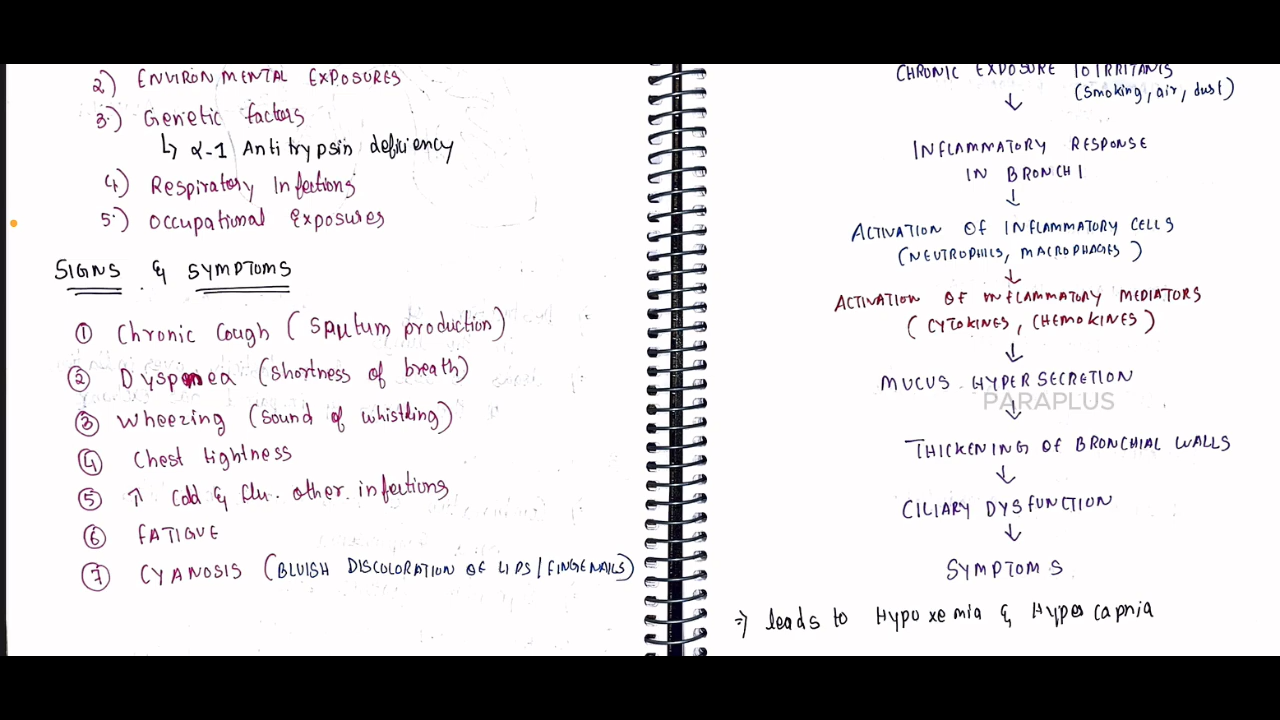 2) ENVIRONMENTAL EXPOSURES
3.) Genetic factors
↳ α-1 Antitrypsin deficiency
4) Respiratory Infections
5.) Occupational Exposures
SIGNS & SYMPTOMS
① Chronic Cough (Sputum production)
② Dyspnea (Shortness of breath)
③ Wheezing (Sound of whistling)
④ Chest tightness
⑤ ↑ Cold & flu. other infections
⑥ FATIGUE
⑦ CYANOSIS (BLUISH DISCOLORATION OF LIPS/FINGENAILS)
CHRONIC EXPOSURE TO IRRITANTS
(Smoking, air, dust)
↓
INFLAMMATORY RESPONSE
IN BRONCHI
↓
ACTIVATION OF INFLAMMATORY CELLS
(NEUTROPHILS, MACROPHAGES)
↓
ACTIVATION OF INFLAMMATORY MEDIATORS
(CYTOKINES, CHEMOKINES)
↓
MUCUS HYPERSECRETION
PARAPLUS
↓
THICKENING OF BRONCHIAL WALLS
↓
CILIARY DYSFUNCTION
↓
SYMPTOMS
⇒ leads to Hypoxemia & Hypercapnia